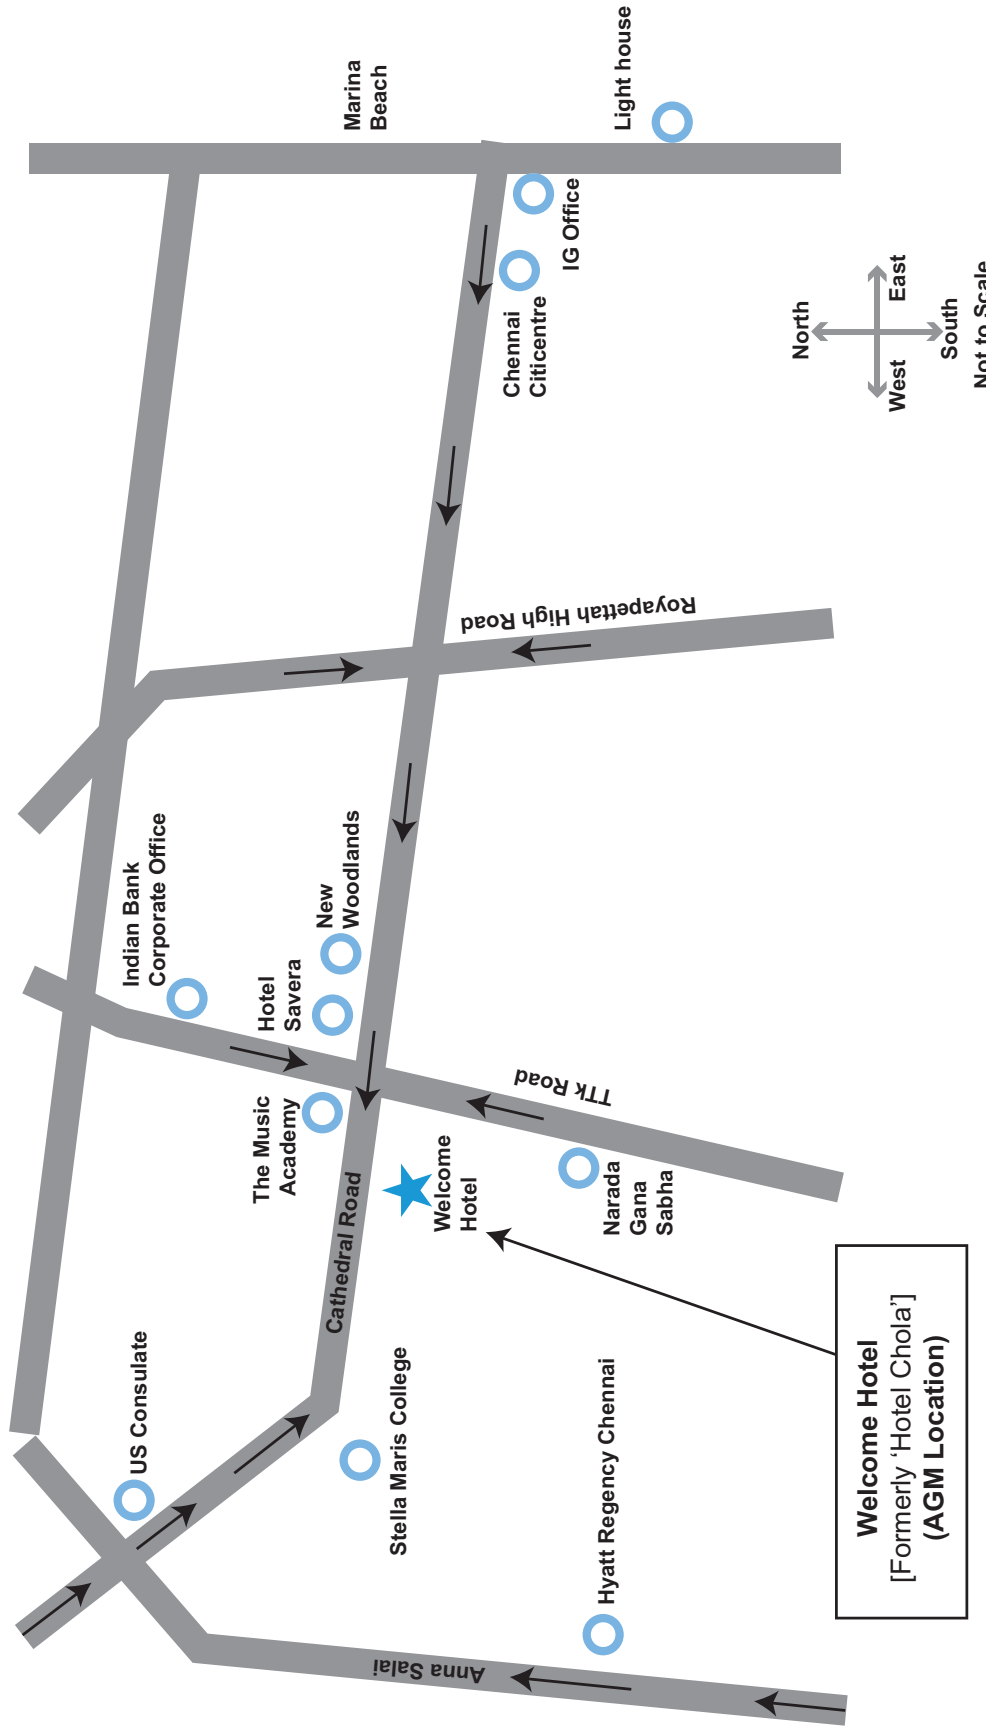 Marina
Beach
Light house
IG Office
Chennai
Citicentre
North
East
West
South
Not to Scale
Royapettah High Road
Indian Bank
Corporate Office
New
Woodlands
Hotel
Savera
The Music
Academy
TTk Road
Welcome
Hotel
Narada
Gana
Sabha
Cathedral Road
US Consulate
Stella Maris College
Hyatt Regency Chennai
Anna Salai
Welcome Hotel
[Formerly ‘Hotel Chola’]
(AGM Location)